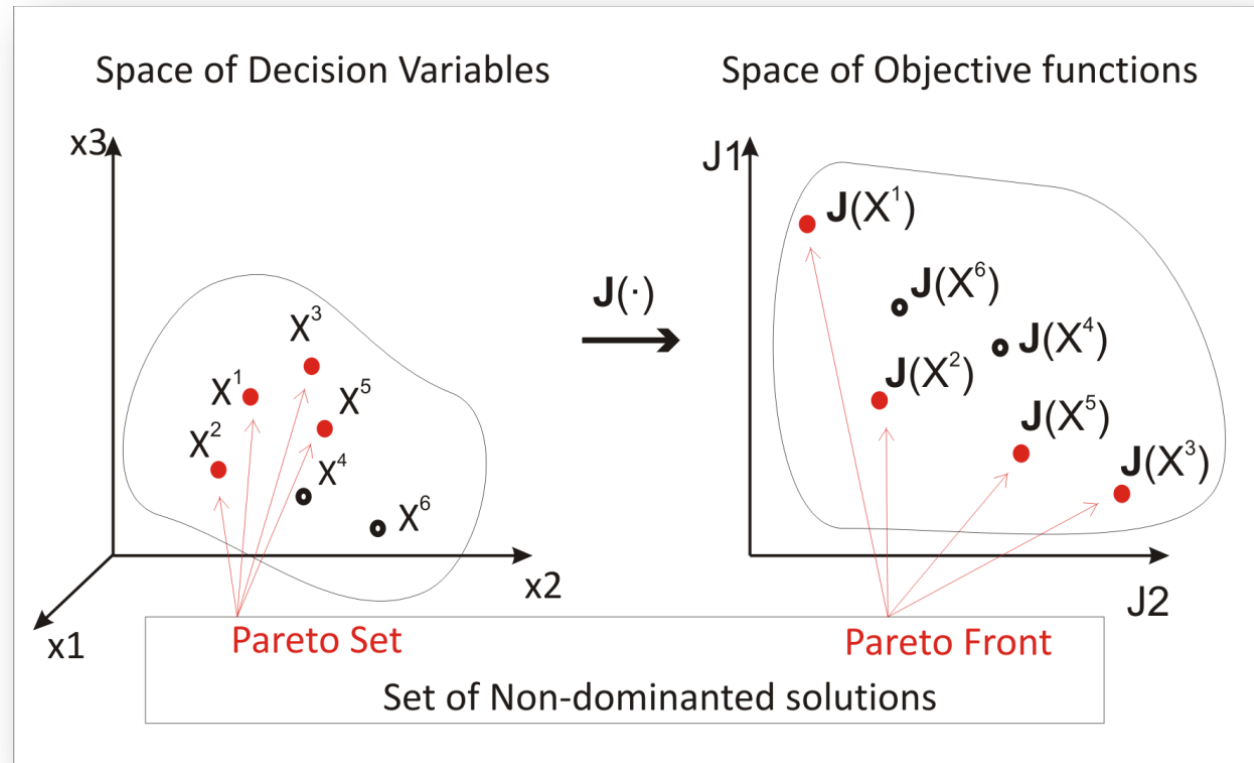 Space of Decision Variables
x3
X³
X¹
X⁵
X²
X⁴
X⁶
x2
x1
J(·)
Space of Objective functions
J1
J(X¹)
J(X⁶)
J(X⁴)
J(X²)
J(X⁵)
J(X³)
J2
Pareto Set
Pareto Front
Set of Non-dominanted solutions